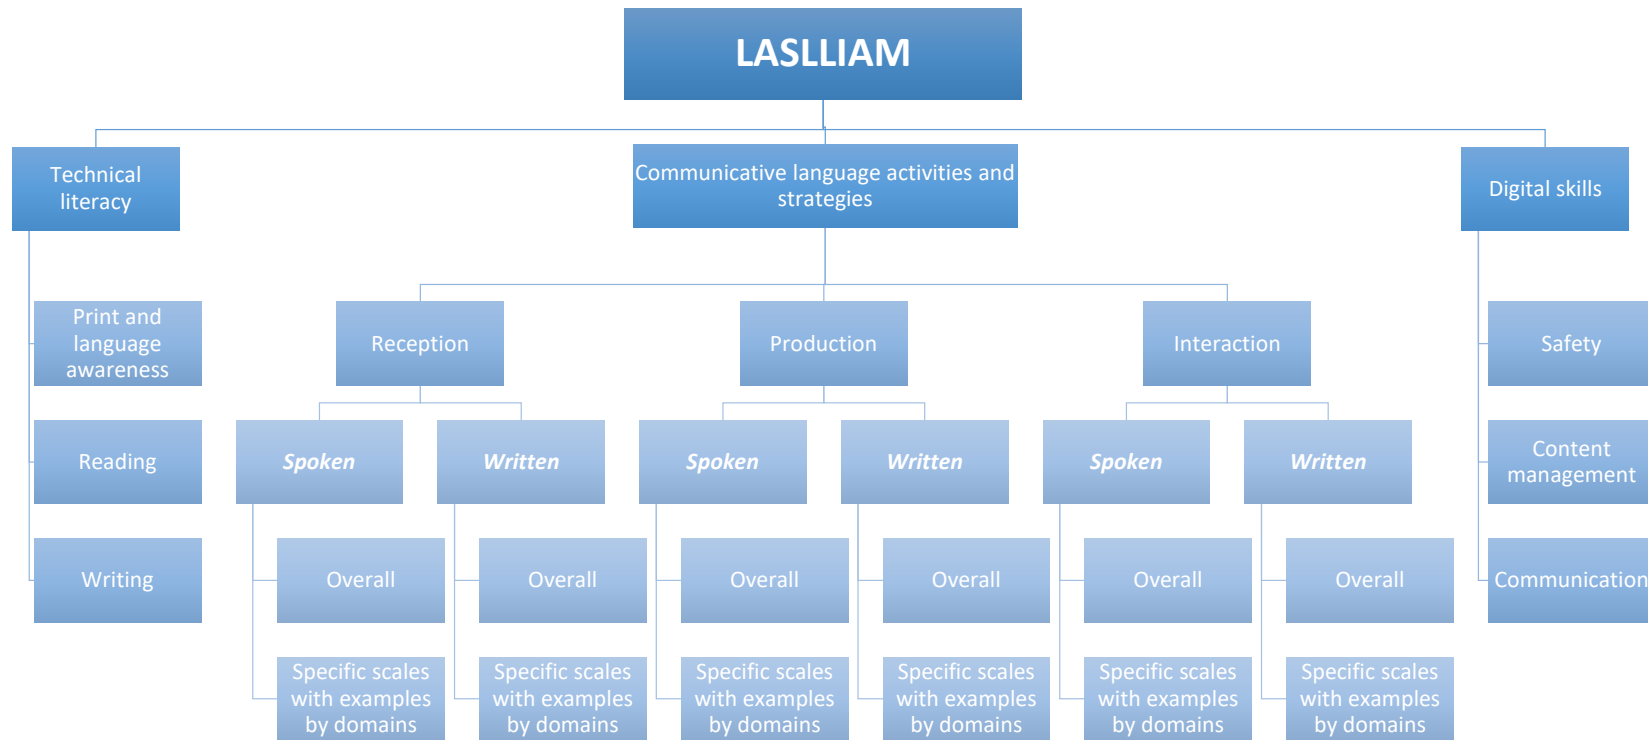 LASLLIAM
Technical
literacy
Communicative language activities and
strategies
Digital skills
Print and
language
awareness
Reception
Production
Interaction
Safety
Reading
Spoken
Written
Spoken
Written
Spoken
Written
Content
management
Writing
Overall
Overall
Overall
Overall
Overall
Overall
Communication
Specific scales
with examples
by domains
Specific scales
with examples
by domains
Specific scales
with examples
by domains
Specific scales
with examples
by domains
Specific scales
with examples
by domains
Specific scales
with examples
by domains